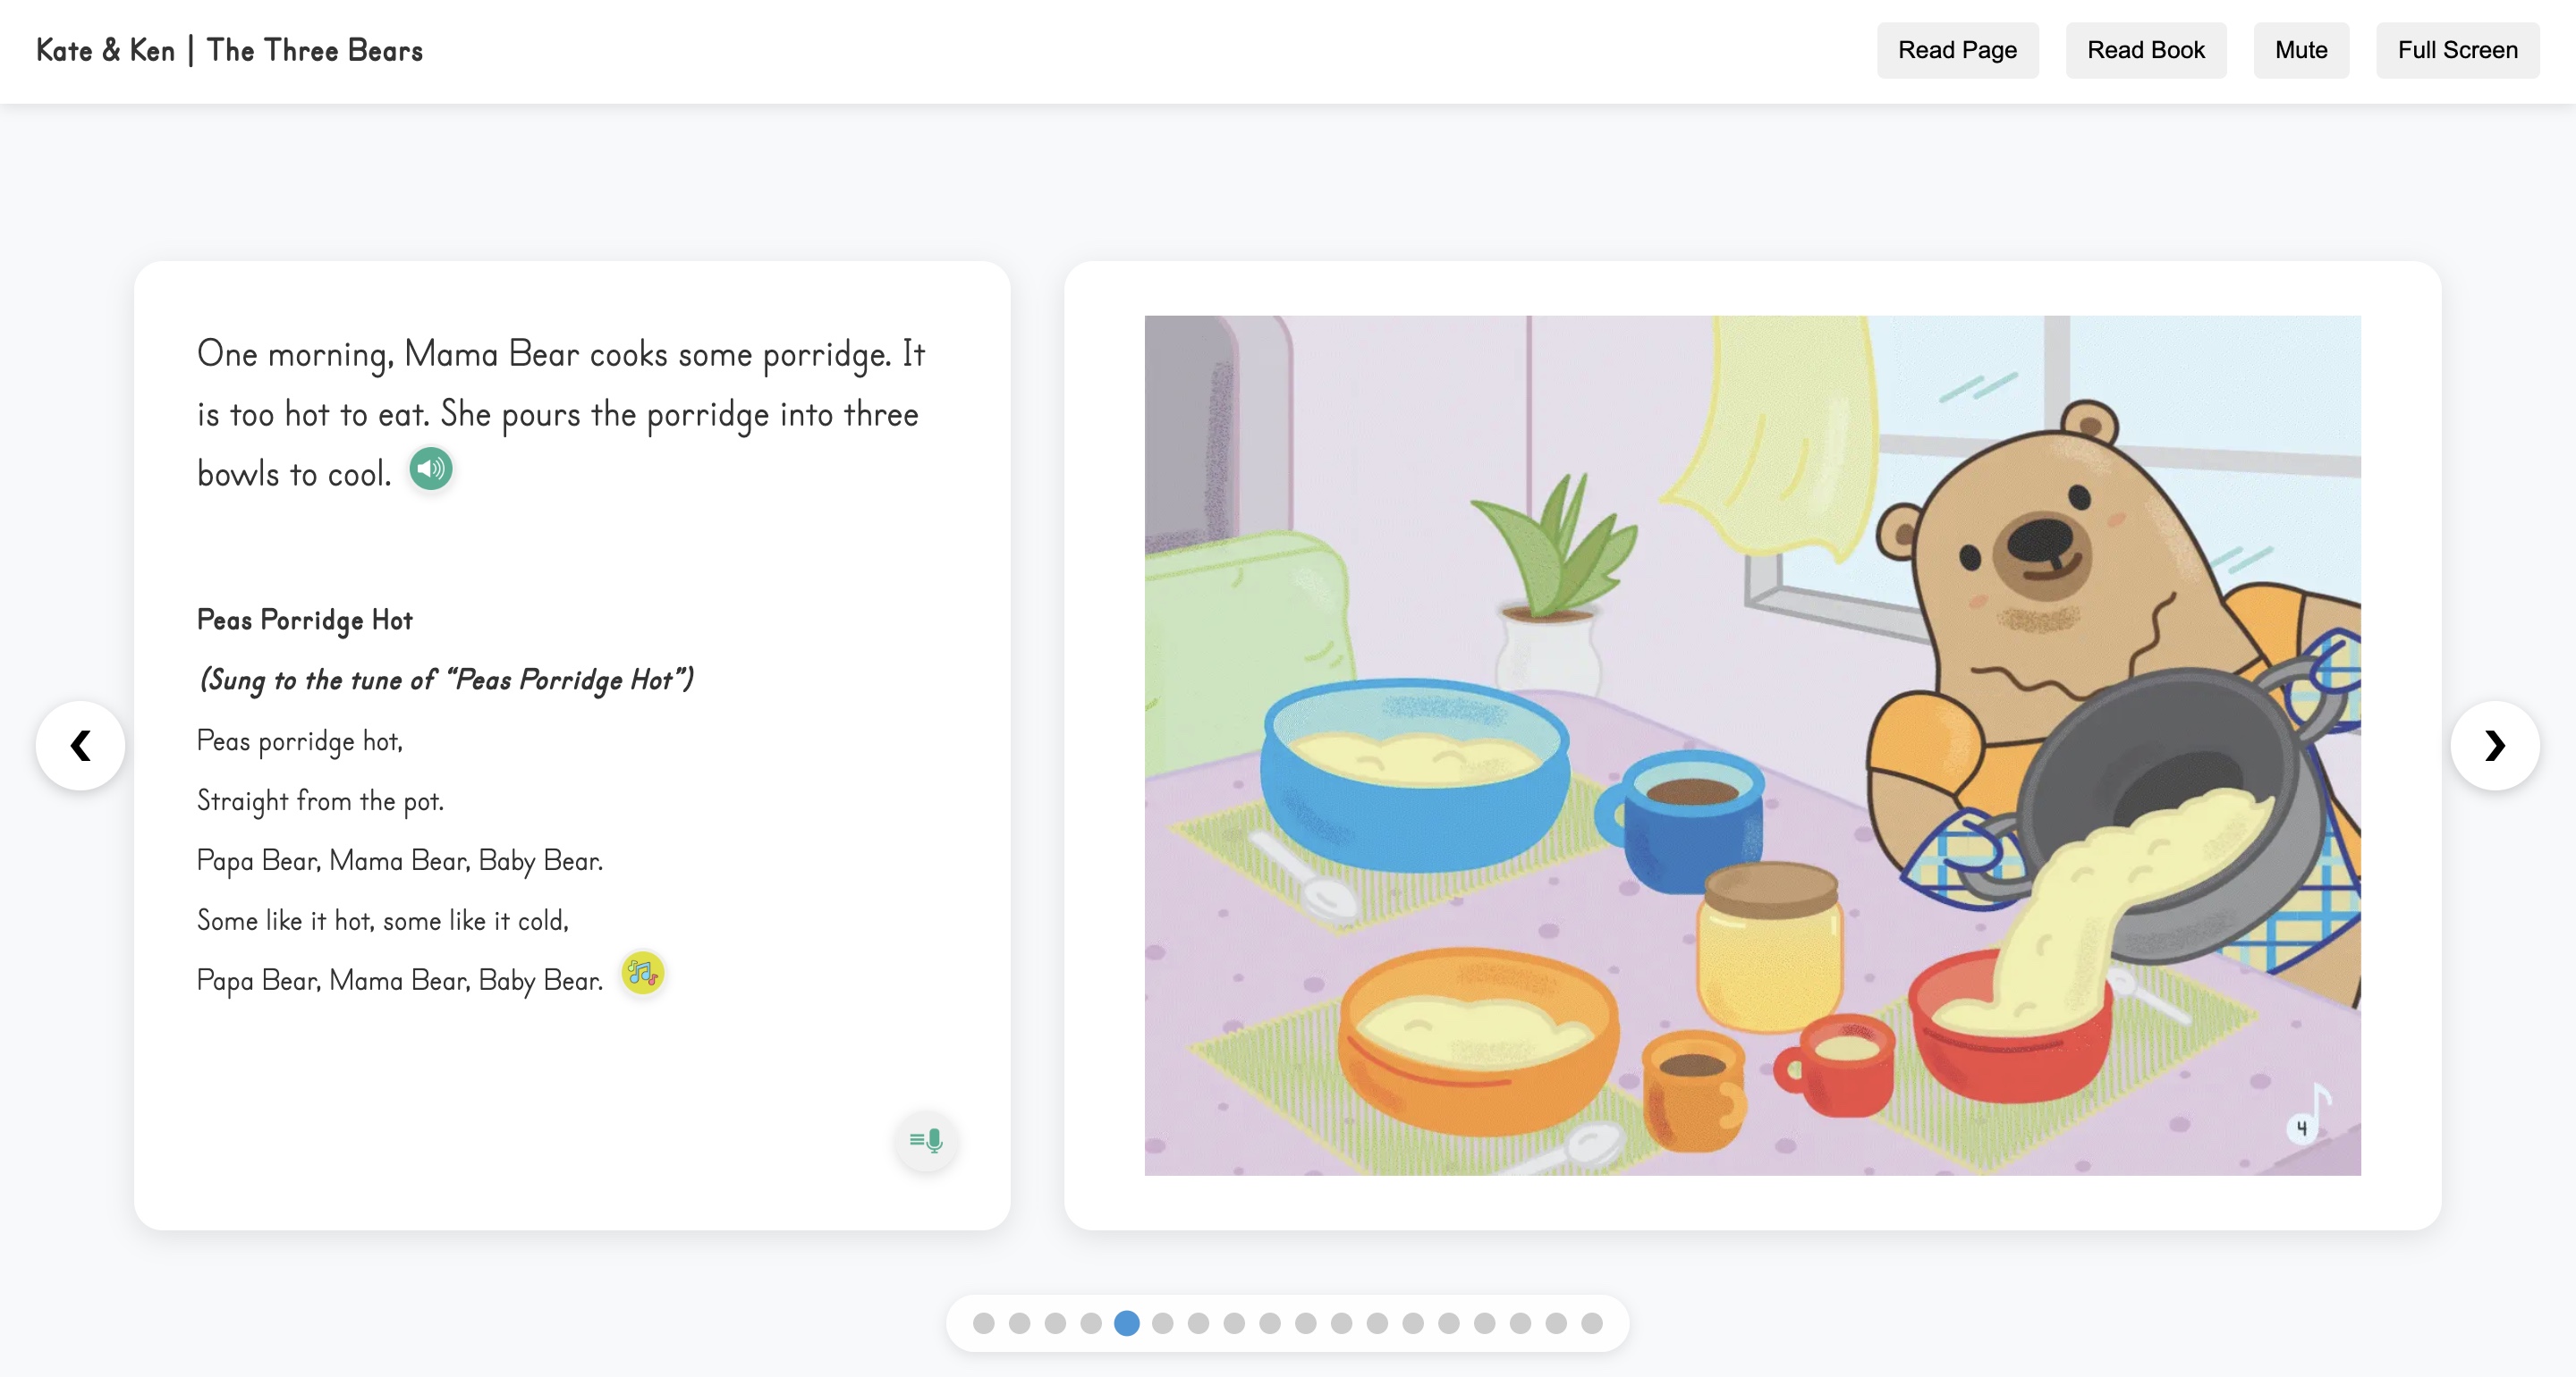 Kate & Ken | The Three Bears
Read Page
Read Book
Mute
Full Screen
One morning, Mama Bear cooks some porridge. It
is too hot to eat. She pours the porridge into three
bowls to cool.
Peas Porridge Hot
(Sung to the tune of “Peas Porridge Hot”)
Peas porridge hot,
Straight from the pot.
Papa Bear, Mama Bear, Baby Bear.
Some like it hot, some like it cold,
Papa Bear, Mama Bear, Baby Bear.
4